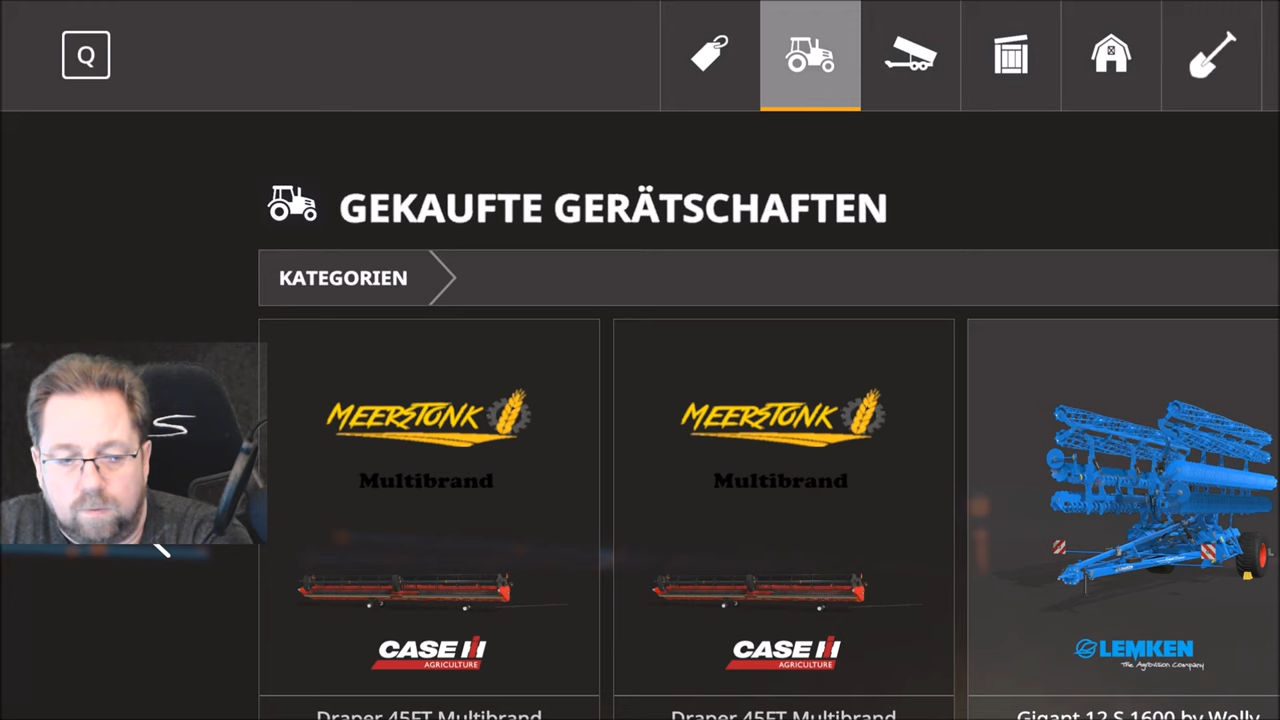 Q
GEKAUFTE GERÄTSCHAFTEN
KATEGORIEN
MEERSTONK
Multibrand
CASE IH
AGRICULTURE
Draper 45FT Multibrand
MEERSTONK
Multibrand
CASE IH
AGRICULTURE
Draper 45FT Multibrand
LEMKEN
The Agrovision Company
Gigant 12 S 1600 by Wolly